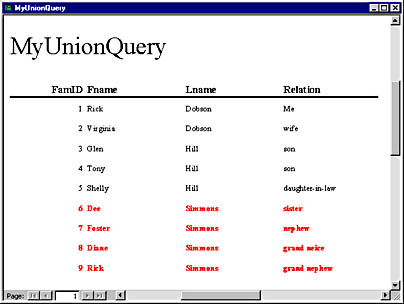 MyUnionQuery
MyUnionQuery
FamID Fname Lname Relation
1 Rick Dobson Me
2 Virginia Dobson wife
3 Glen Hill son
4 Tony Hill son
5 Shelly Hill daughter-in-law
6 Dee Simmons sister
7 Foster Simmons nephew
8 Diane Simmons grand neice
9 Rick Simmons grand nephew
Page: 1